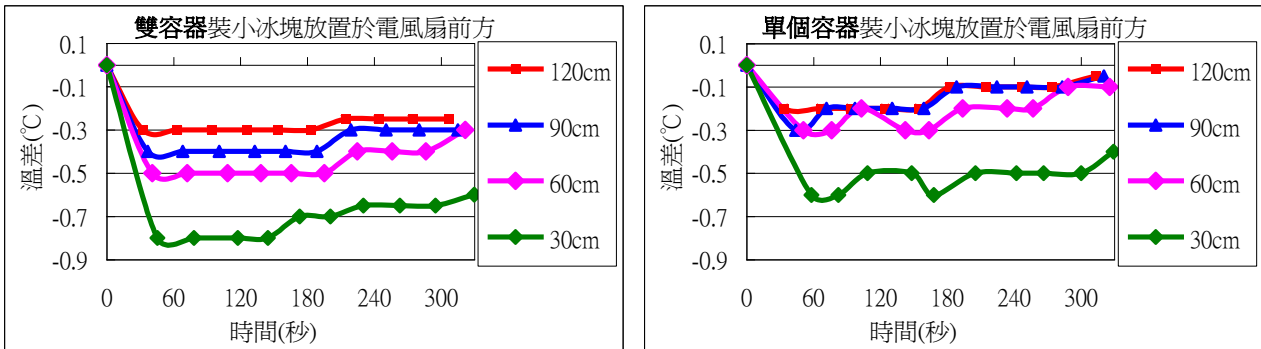 雙容器裝小冰塊放置於電風扇前方
0.1
-0.1
-0.3
-0.5
-0.7
-0.9
溫差(℃)
0 60 120 180 240 300
時間(秒)
120cm
90cm
60cm
30cm
單個容器裝小冰塊放置於電風扇前方
0.1
-0.1
-0.3
-0.5
-0.7
-0.9
溫差(℃)
0 60 120 180 240 300
時間(秒)
120cm
90cm
60cm
30cm